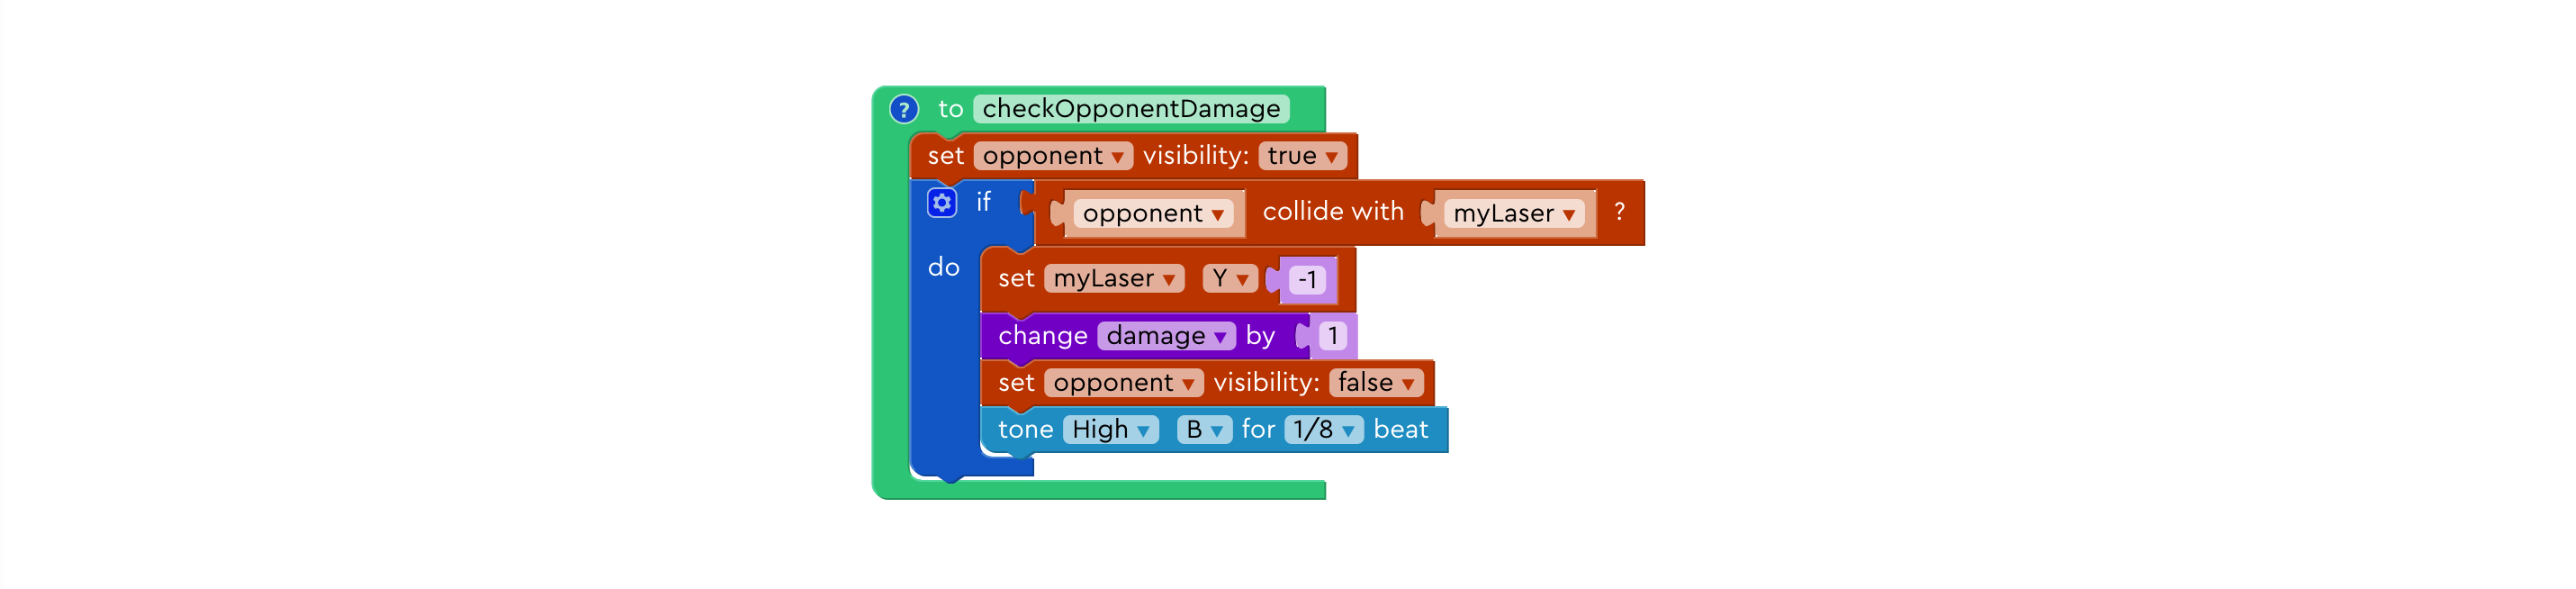 ? to checkOpponentDamage
set opponent ▾ visibility: true ▾
if opponent ▾ collide with myLaser ▾ ?
do set myLaser ▾ Y ▾ -1
change damage ▾ by 1
set opponent ▾ visibility: false ▾
tone High ▾ B ▾ for 1/8 ▾ beat